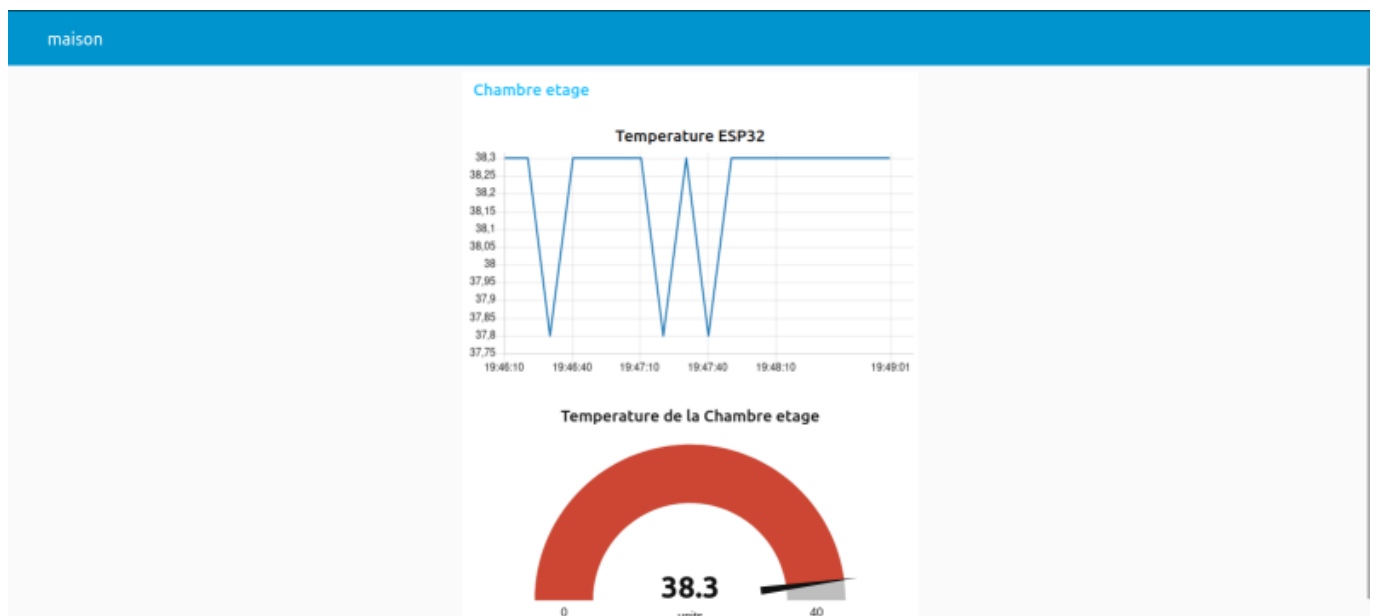 maison
Chambre etage
Temperature ESP32
38,3
38,25
38,2
38,15
38,1
38,05
38
37,95
37,9
37,85
37,8
37,75
19:46:10 19:46:40 19:47:10 19:47:40 19:48:10 19:49:01
Temperature de la Chambre etage
38.3
0 units 40